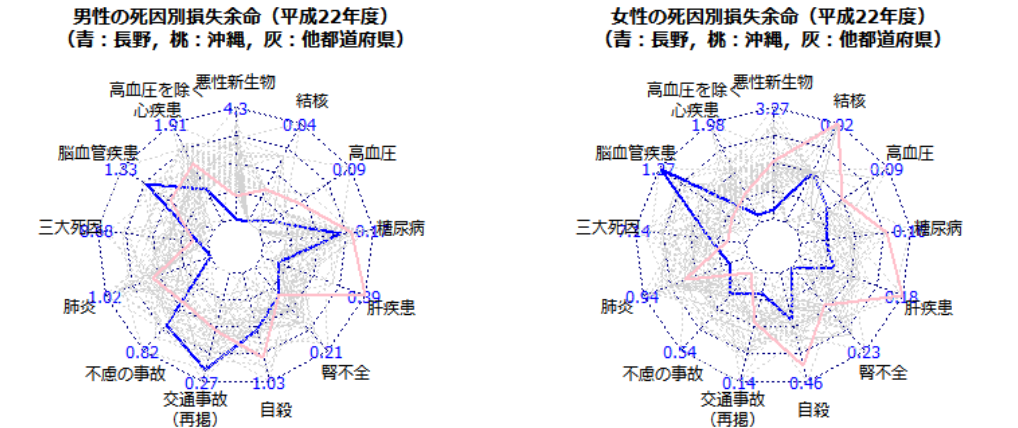 男性の死因別損失余命（平成22年度）
（青：長野，桃：沖縄，灰：他都道府県）
悪性新生物
高血圧を除く
心疾患
結核
4.3
1.91
0.04
脳血管疾患
高血圧
1.33
0.09
三大死因
糖尿病
肺炎
1.02
0.39
肝疾患
0.82
0.21
不慮の事故
腎不全
0.27
1.03
交通事故
（再掲）
自殺
女性の死因別損失余命（平成22年度）
（青：長野，桃：沖縄，灰：他都道府県）
悪性新生物
高血圧を除く
心疾患
結核
3.27
1.98
0.02
脳血管疾患
高血圧
1.37
0.09
三大死因
糖尿病
肺炎
0.94
0.18
肝疾患
0.54
0.23
不慮の事故
腎不全
0.14
0.46
交通事故
（再掲）
自殺